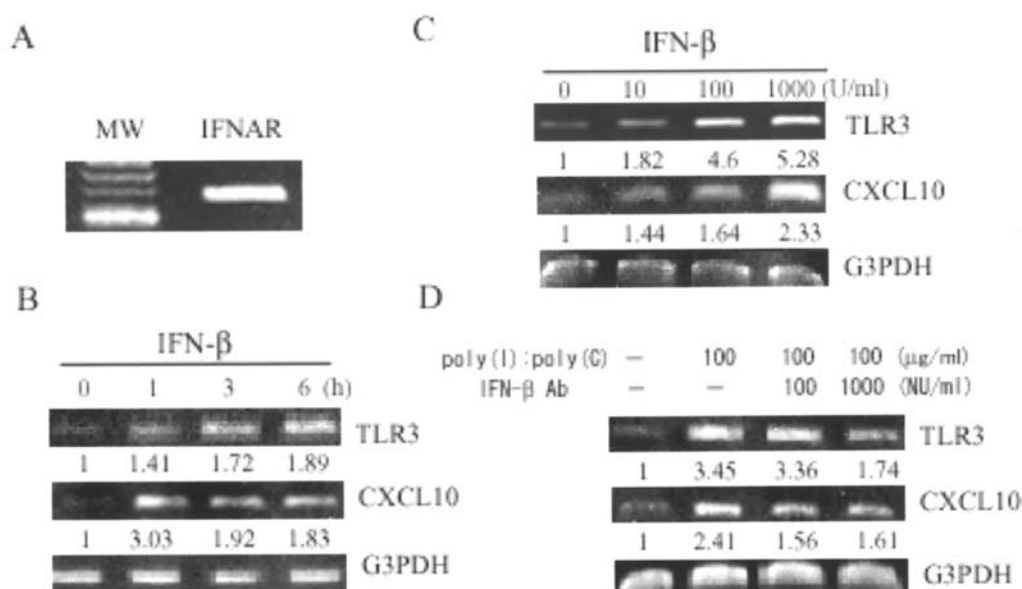 A
MW IFNAR
B
IFN-β
0 1 3 6 (h)
TLR3
1 1.41 1.72 1.89
CXCL10
1 3.03 1.92 1.83
G3PDH
C
IFN-β
0 10 100 1000 (U/ml)
TLR3
1 1.82 4.6 5.28
CXCL10
1 1.44 1.64 2.33
G3PDH
D
poly(I):poly(C) — 100 100 100 (μg/ml)
IFN-β Ab — — 100 1000 (NU/ml)
TLR3
1 3.45 3.36 1.74
CXCL10
1 2.41 1.56 1.61
G3PDH